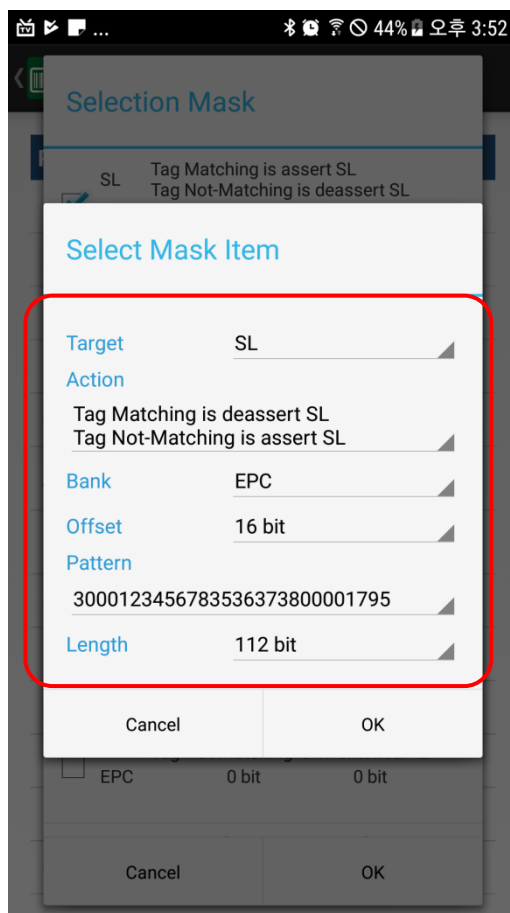 ... 44% 오후 3:52
Selection Mask
SL Tag Matching is assert SL
Tag Not-Matching is deassert SL
Select Mask Item
Target SL
Action
Tag Matching is deassert SL
Tag Not-Matching is assert SL
Bank EPC
Offset 16 bit
Pattern
3000123456783536373800001795
Length 112 bit
Cancel OK
EPC 0 bit 0 bit
Cancel OK